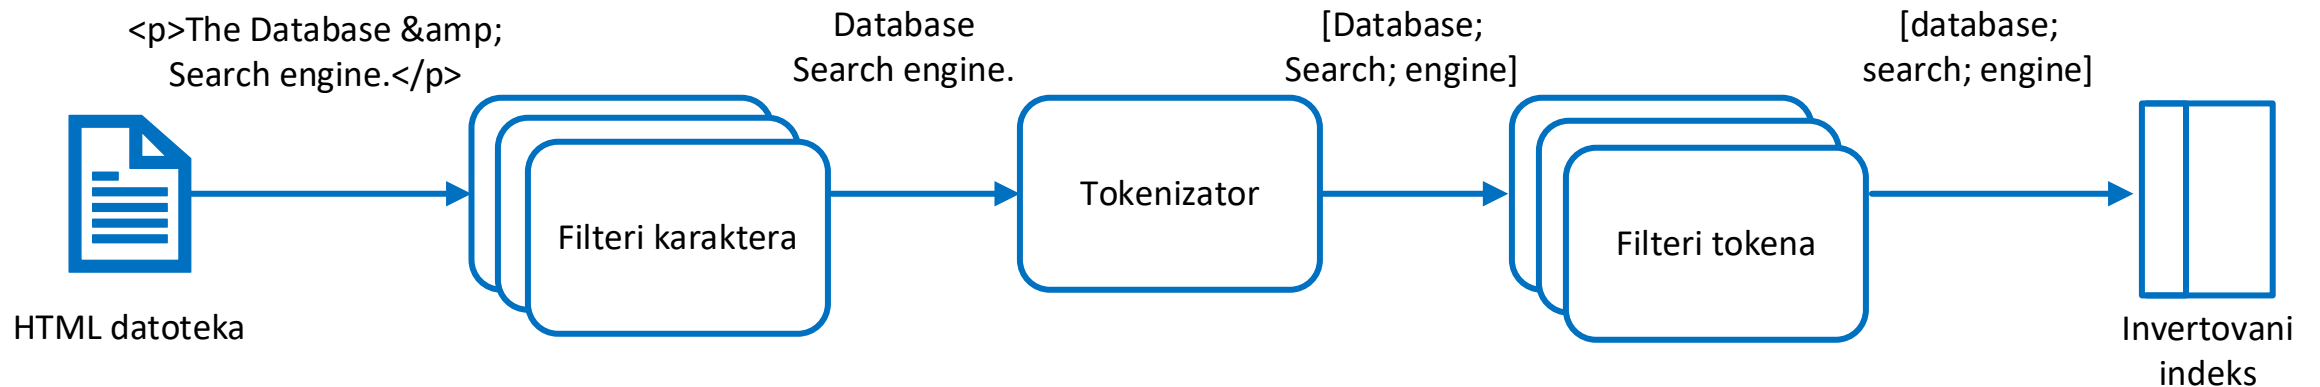 <p>The Database &amp;
Search engine.</p>
Database
Search engine.
[Database;
Search; engine]
[database;
search; engine]
Filteri karaktera
Tokenizator
Filteri tokena
HTML datoteka
Invertovani
indeks